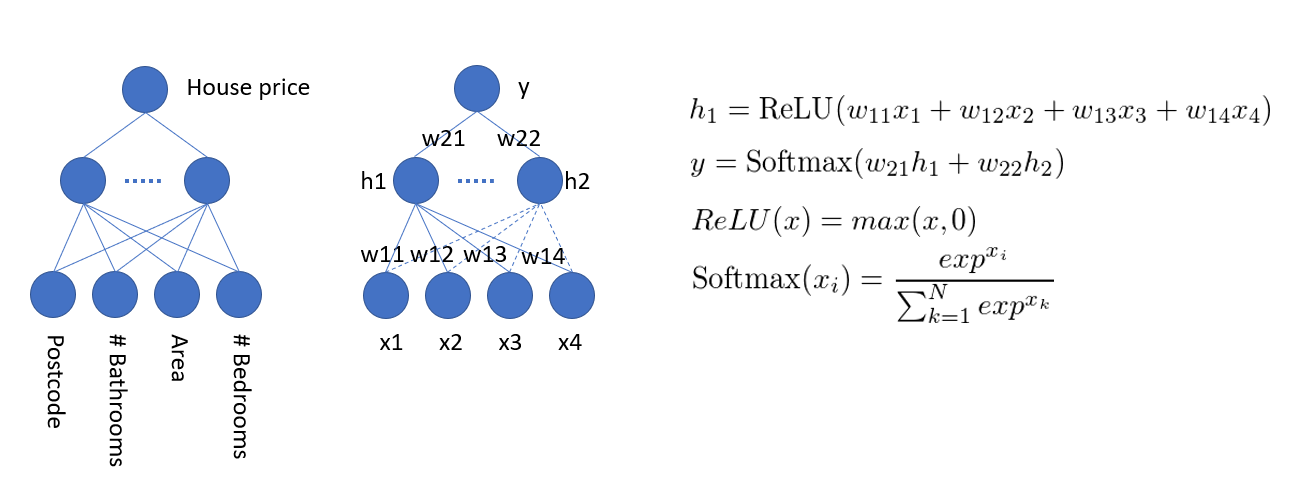 House price
Postcode
# Bathrooms
Area
# Bedrooms
y
w21 w22
h1 h2
w11 w12 w13 w14
x1 x2 x3 x4
h₁ = ReLU(w₁₁x₁ + w₁₂x₂ + w₁₃x₃ + w₁₄x₄)
y = Softmax(w₂₁h₁ + w₂₂h₂)
ReLU(x) = max(x, 0)
Softmax(xᵢ) = exp^{xᵢ} / ∑_{k=1}^{N} exp^{xₖ}